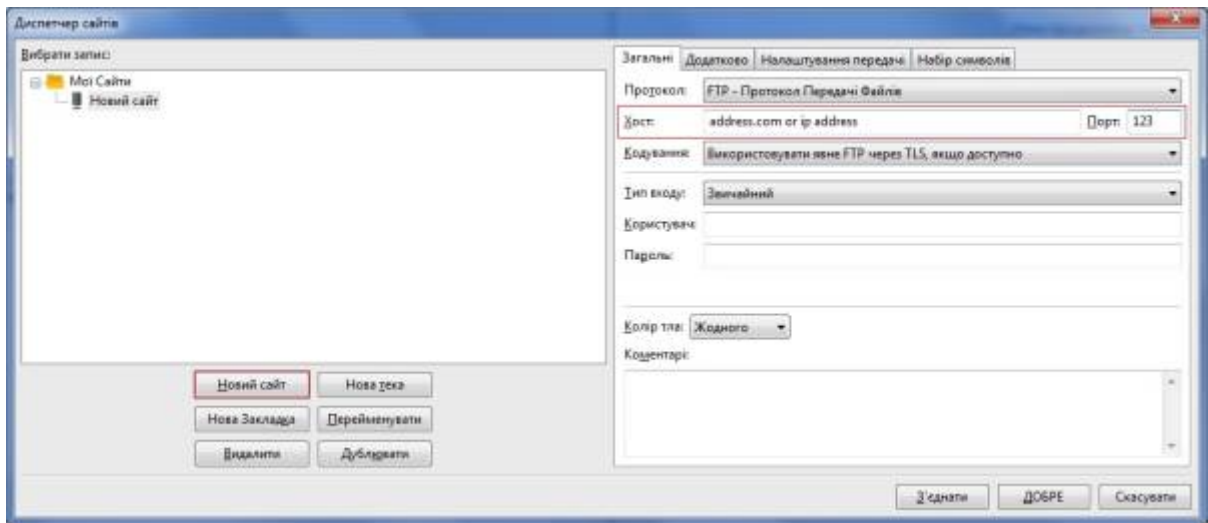 Диспетчер сайтів
Вибрати запис:
Мої Сайти
Новий сайт
Новий сайт
Нова тека
Нова Закладка
Перейменувати
Видалити
Дублювати
Загальні
Додатково
Налаштування передачі
Набір символів
Протокол: FTP - Протокол Передачі Файлів
Хост: address.com or ip address Порт: 123
Кодування: Використовувати явне FTP через TLS, якщо доступно
Тип входу: Звичайний
Користувач:
Пароль:
Колір тла: Жодного
Коментарі:
З'єднати
ДОБРЕ
Скасувати